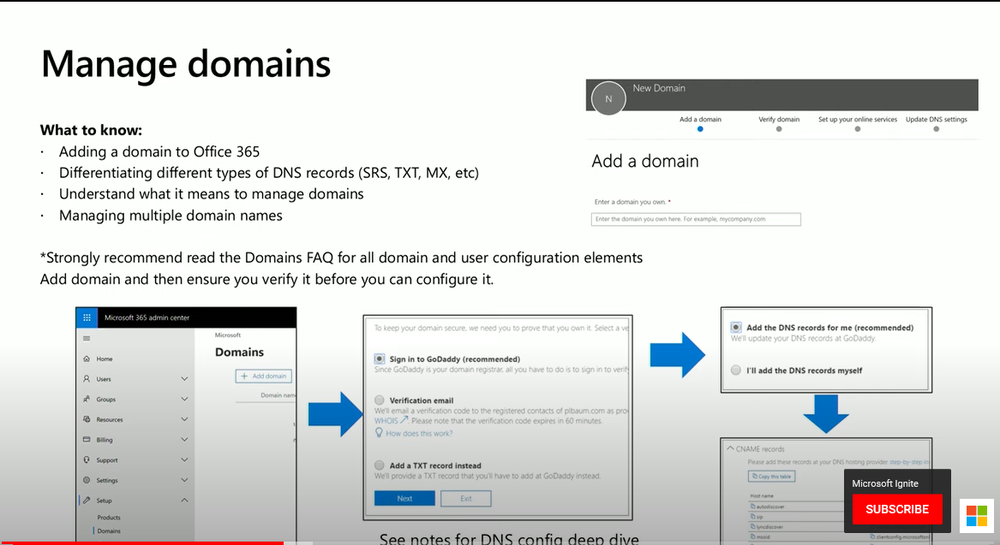 Manage domains
What to know:
· Adding a domain to Office 365
· Differentiating different types of DNS records (SRS, TXT, MX, etc)
· Understand what it means to manage domains
· Managing multiple domain names
*Strongly recommend read the Domains FAQ for all domain and user configuration elements
Add domain and then ensure you verify it before you can configure it.
N
New Domain
Add a domain
Verify domain
Set up your online services
Update DNS settings
Add a domain
Enter a domain you own. *
Enter the domain you own here. For example, mycompany.com
Microsoft 365 admin center
Home
Users
Groups
Resources
Billing
Support
Settings
Setup
Products
Domains
Microsoft
Domains
+ Add domain
Domain nam
To keep your domain secure, we need you to prove that you own it. Select a ve
Sign in to GoDaddy (recommended)
Since GoDaddy is your domain registrar, all you have to do is to sign in to verify
Verification email
We'll email a verification code to the registered contacts of plbaum.com as pro
WHOIS. Please note that the verification code expires in 60 minutes.
How does this work?
Add a TXT record instead
We'll provide a TXT record that you'll have to add at GoDaddy instead.
Next
Exit
Add the DNS records for me (recommended)
We'll update your DNS records at GoDaddy.
I'll add the DNS records myself
CNAME records
Please add these records at your DNS hosting provider. step-by-step in
Copy this table
Host name
autodiscover
sip
lyncdiscover
msoid
See notes for DNS config deep dive
Microsoft Ignite
SUBSCRIBE